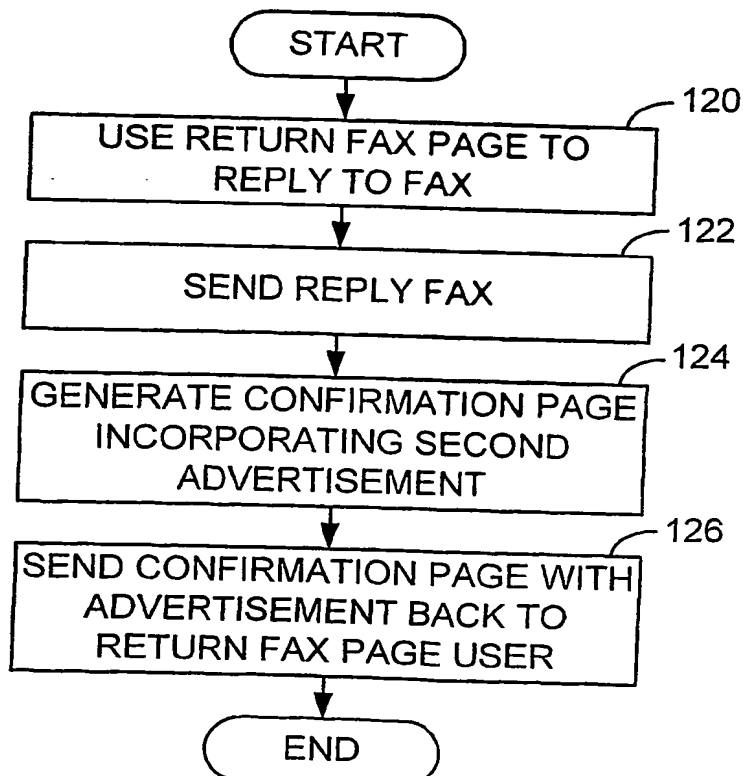 START
120
USE RETURN FAX PAGE TO
REPLY TO FAX
122
SEND REPLY FAX
124
GENERATE CONFIRMATION PAGE
INCORPORATING SECOND
ADVERTISEMENT
126
SEND CONFIRMATION PAGE WITH
ADVERTISEMENT BACK TO
RETURN FAX PAGE USER
END